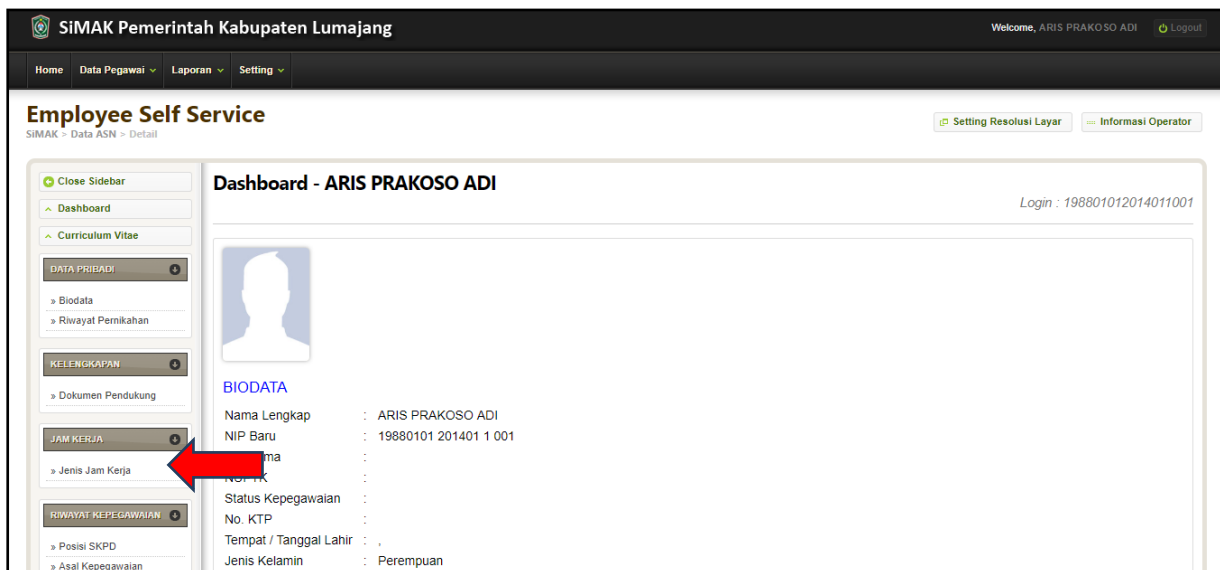 SiMAK Pemerintah Kabupaten Lumajang
Welcome, ARIS PRAKOSO ADI Logout
Home Data Pegawai Laporan Setting
Employee Self Service
SiMAK > Data ASN > Detail
Setting Resolusi Layar Informasi Operator
Close Sidebar
Dashboard
Curriculum Vitae
DATA PRIBADI
» Biodata
» Riwayat Pernikahan
KELENGKAPAN
» Dokumen Pendukung
JAM KERJA
» Jenis Jam Kerja
RIWAYAT KEPEGAWAIAN
» Posisi SKPD
» Asal Kepegawaian
Dashboard - ARIS PRAKOSO ADI
Login : 198801012014011001
BIODATA
Nama Lengkap : ARIS PRAKOSO ADI
NIP Baru : 19880101 201401 1 001
:
:
Status Kepegawaian :
No. KTP :
Tempat / Tanggal Lahir : ,
Jenis Kelamin : Perempuan